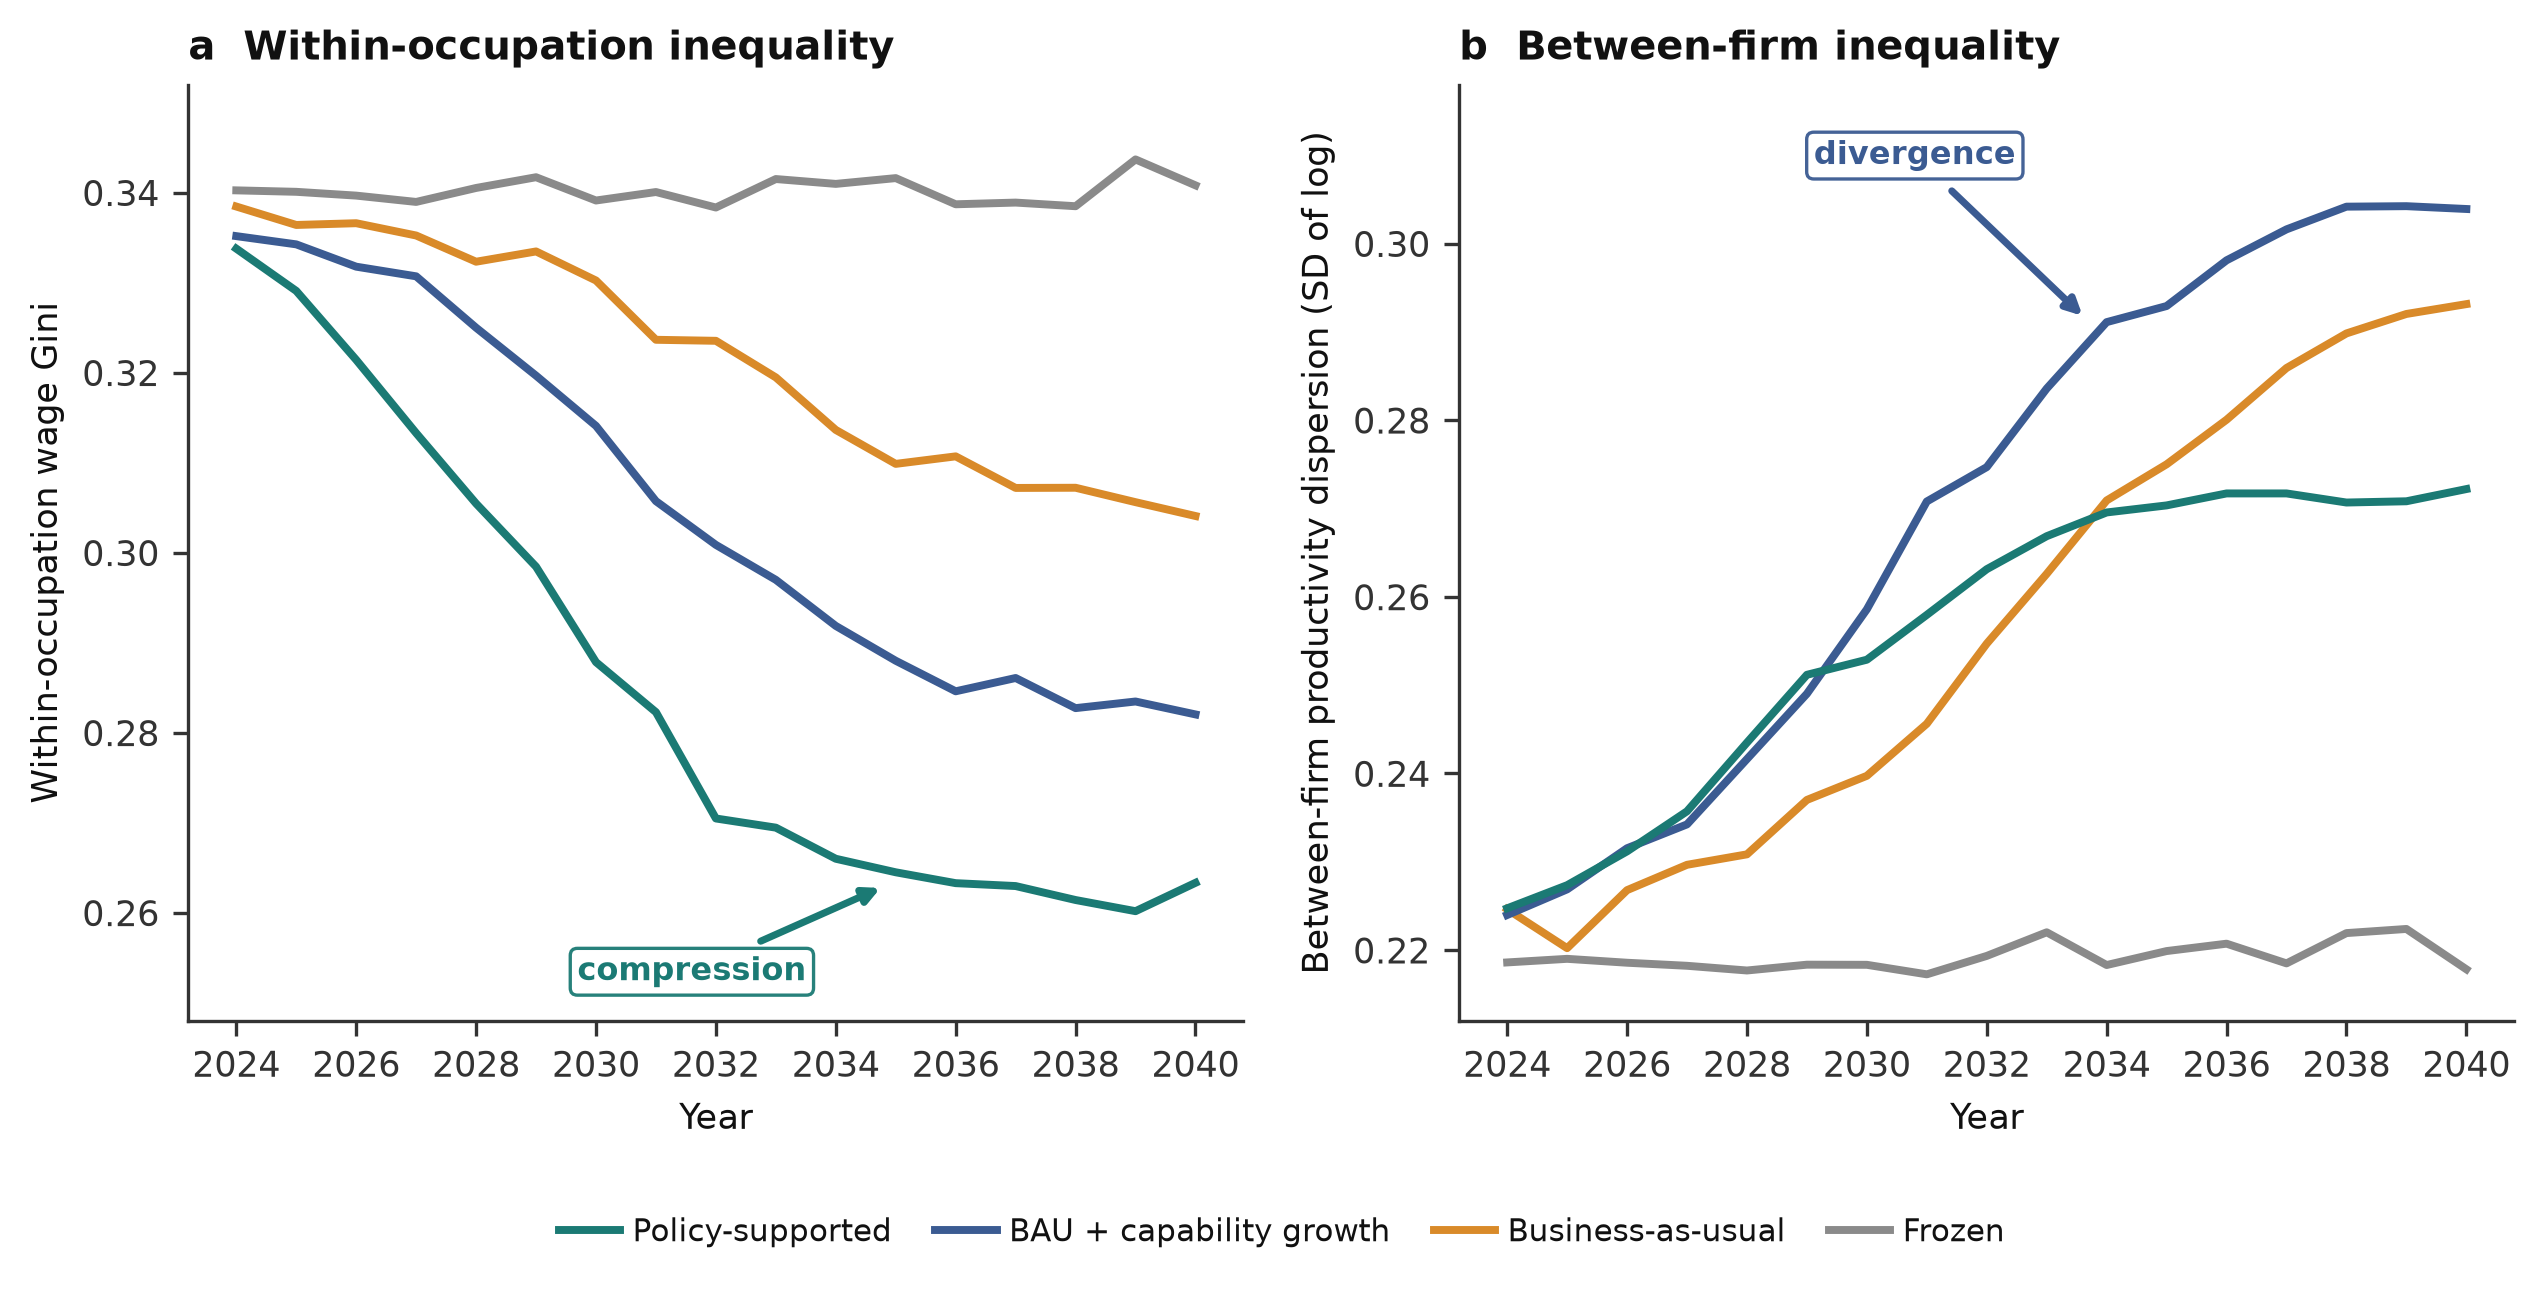 a Within-occupation inequality
Within-occupation wage Gini
0.34
0.32
0.30
0.28
0.26
compression
2024 2026 2028 2030 2032 2034 2036 2038 2040
Year
b Between-firm inequality
Between-firm productivity dispersion (SD of log)
0.30
0.28
0.26
0.24
0.22
divergence
2024 2026 2028 2030 2032 2034 2036 2038 2040
Year
Policy-supported BAU + capability growth Business-as-usual Frozen